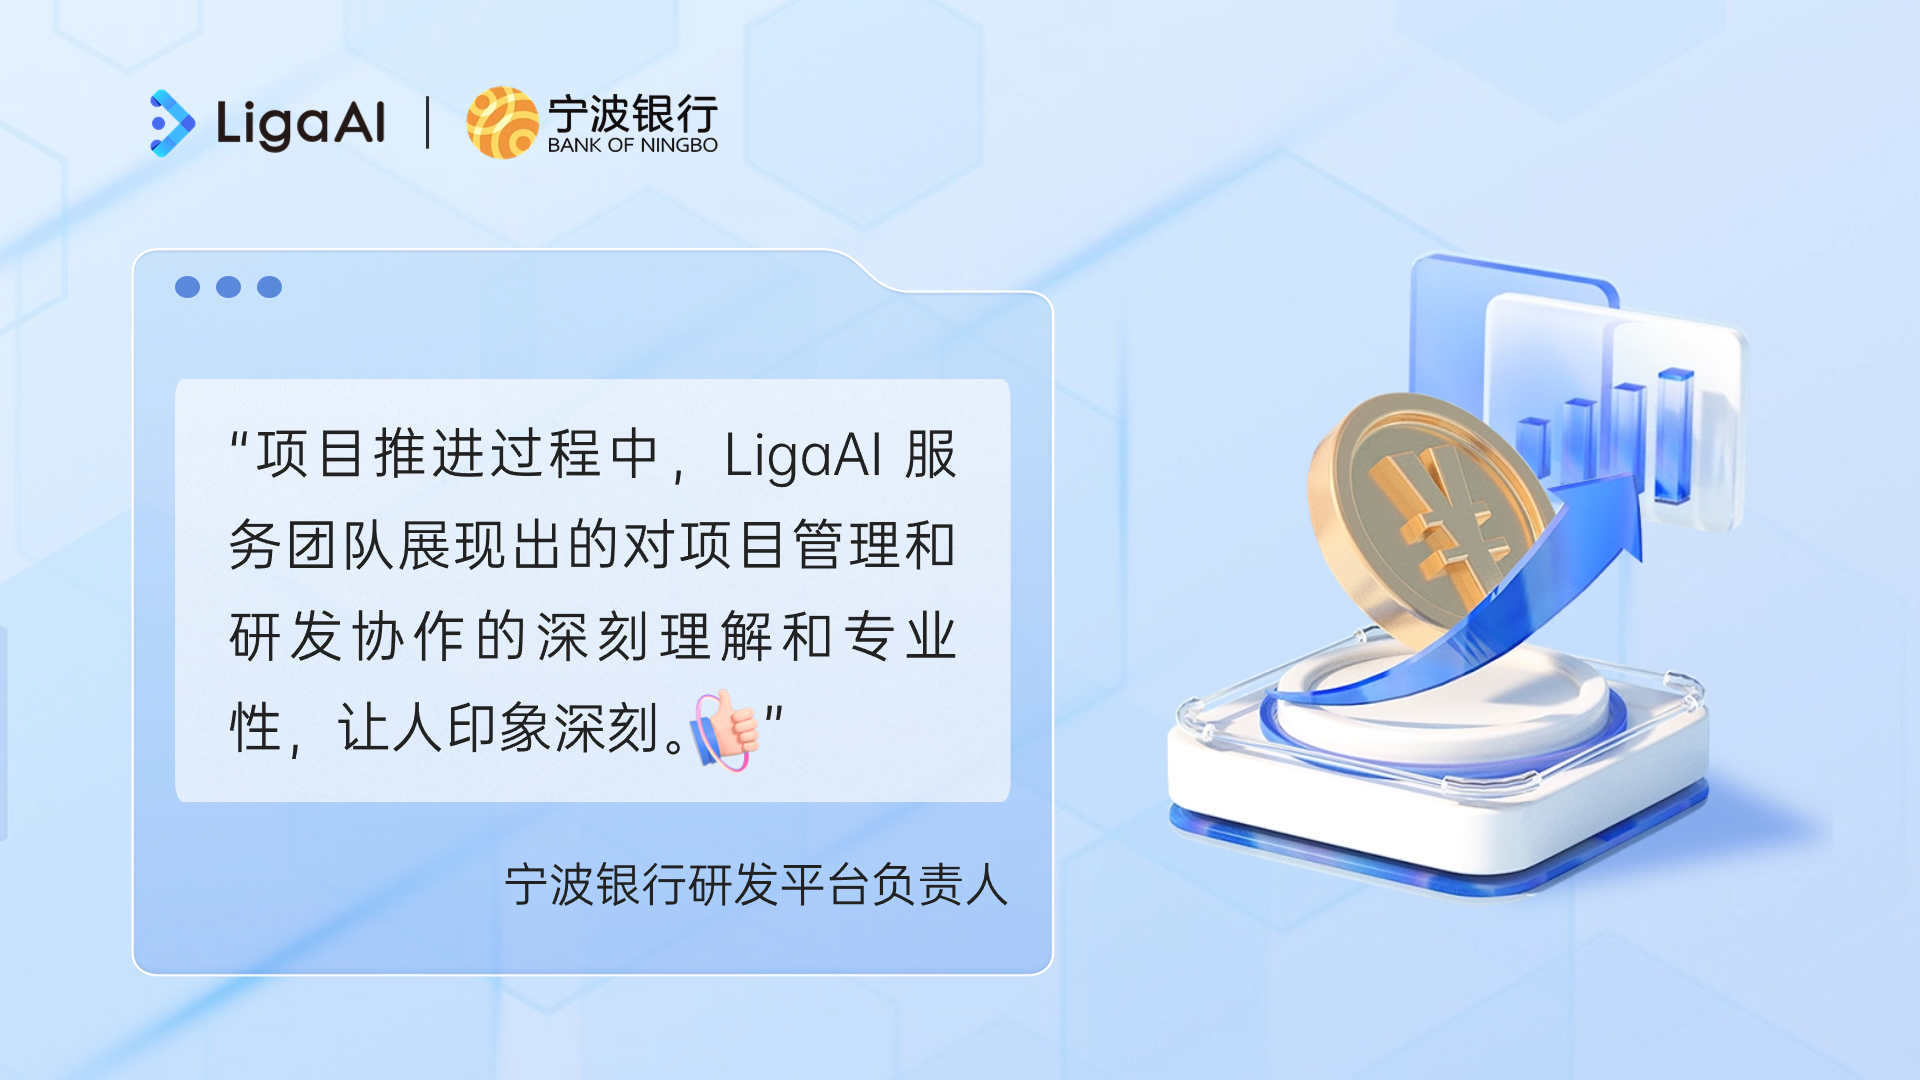 LigaAI
宁波银行
BANK OF NINGBO
“项目推进过程中，LigaAI 服
务团队展现出的对项目管理和
研发协作的深刻理解和专业
性，让人印象深刻。”
宁波银行研发平台负责人